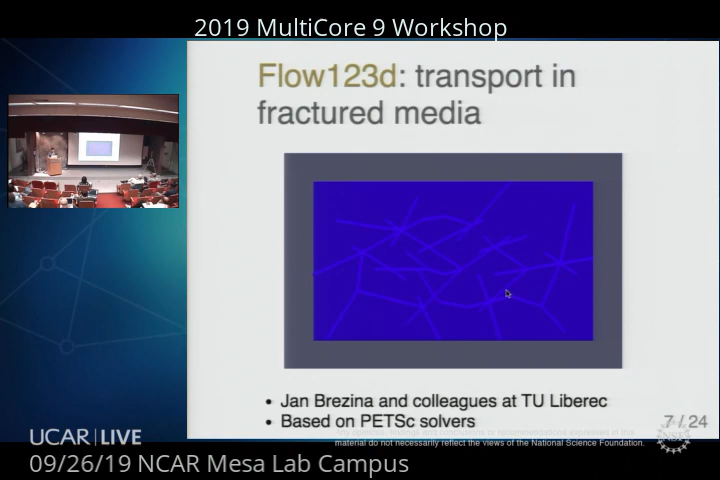 2019 MultiCore 9 Workshop
Flow123d: transport in
fractured media
• Jan Brezina and colleagues at TU Liberec
• Based on PETSc solvers
7 / 24
material do not necessarily reflect the views of the National Science Foundation.
NSF
UCAR | LIVE
09/26/19 NCAR Mesa Lab Campus